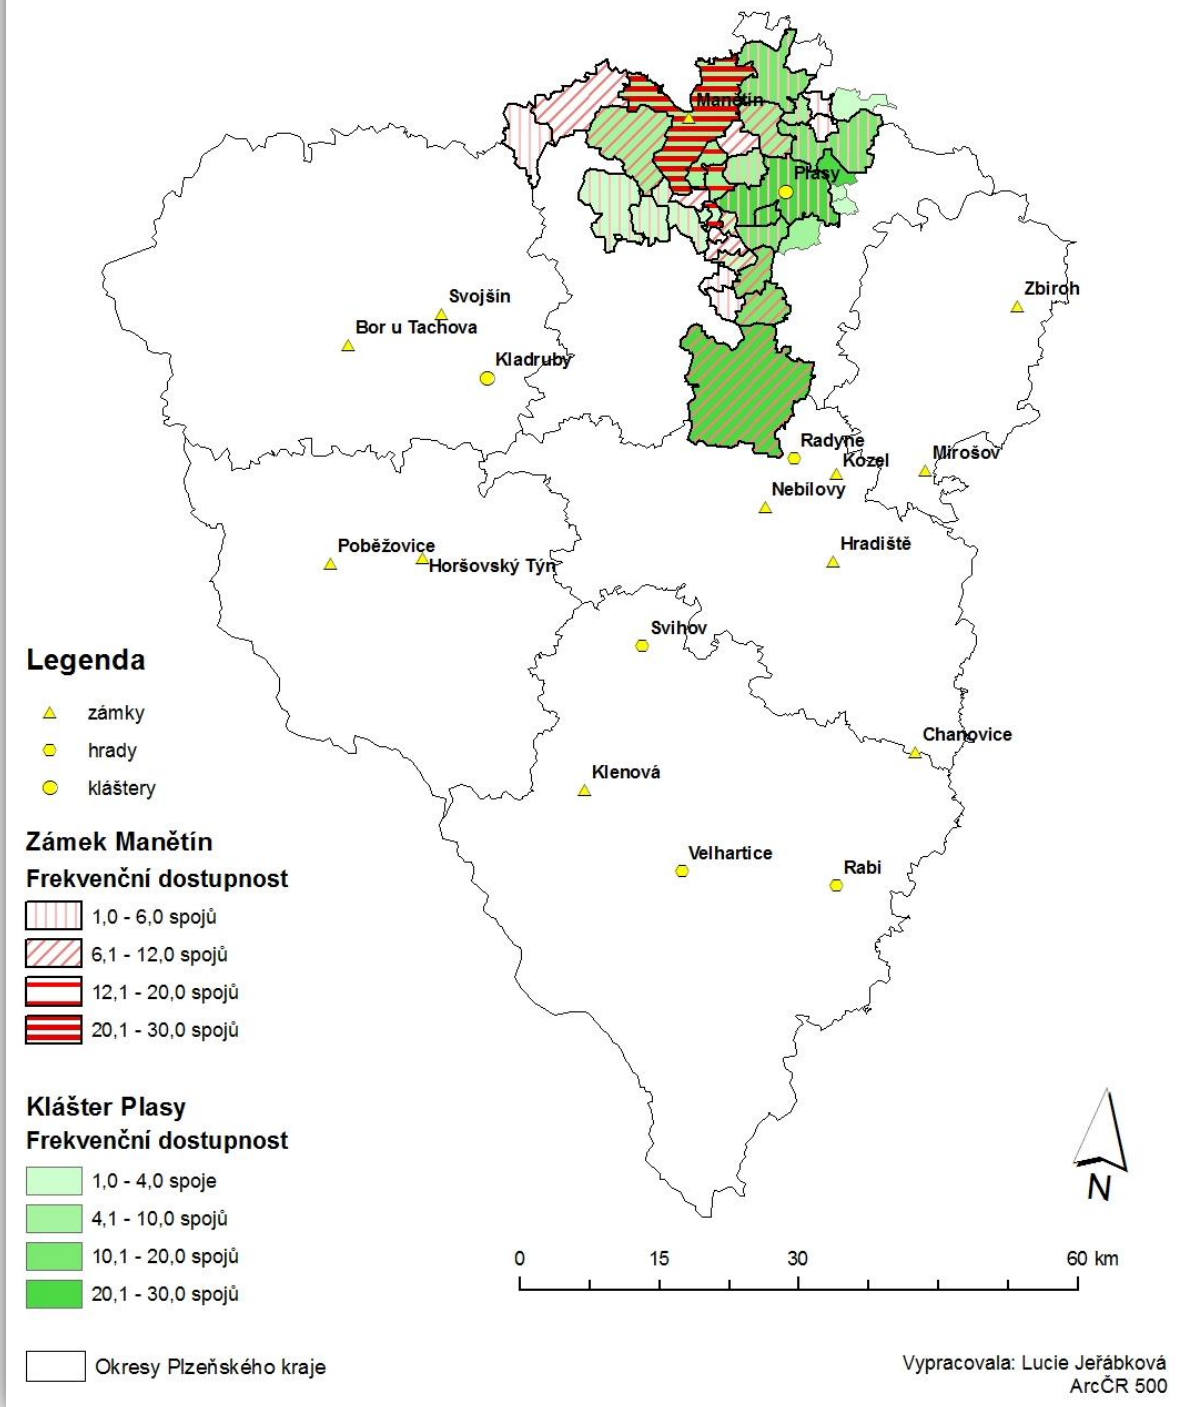 Manětín
Plasy
Zbiroh
Svojšín
Bor u Tachova
Kladruby
Radyně
Kozel
Mirošov
Nebílovy
Hradiště
Poběžovice
Horšovský Týn
Svihov
Chanovice
Klenová
Velhartice
Rabi
Legenda
zámky
hrady
kláštery
Zámek Manětín
Frekvenční dostupnost
1,0 - 6,0 spojů
6,1 - 12,0 spojů
12,1 - 20,0 spojů
20,1 - 30,0 spojů
Klášter Plasy
Frekvenční dostupnost
1,0 - 4,0 spoje
4,1 - 10,0 spojů
10,1 - 20,0 spojů
20,1 - 30,0 spojů
Okresy Plzeňského kraje
N
0 15 30 60 km
Vypracovala: Lucie Jeřábková
ArcČR 500